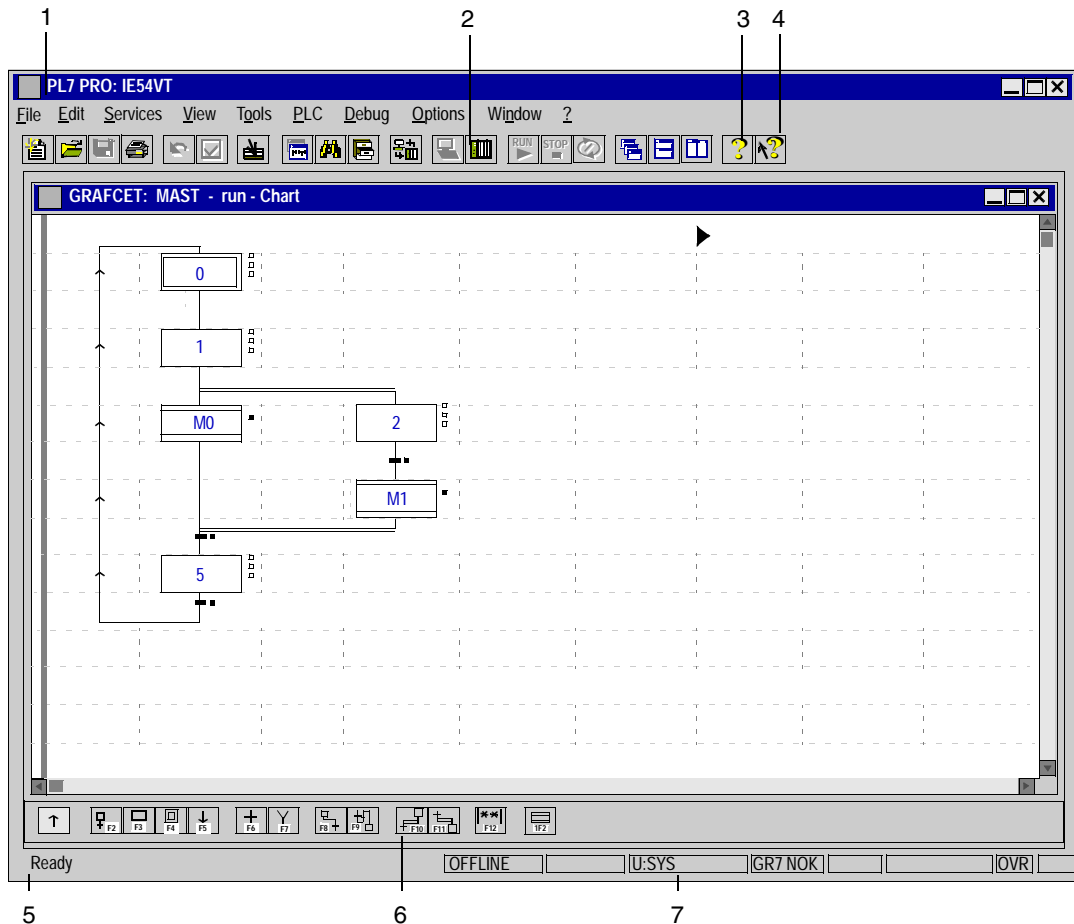 1 2 3 4
PL7 PRO: IE54VT
File Edit Services View Tools PLC Debug Options Window ?
RUN STOP ? ?
GRAFCET: MAST - run - Chart
0
1
M0 2
M1
5
F2 F3 F4 F5 F6 F7 F8 F9 F10 F11 F12 1F2
Ready OFFLINE U:SYS GR7 NOK OVR
5 6 7